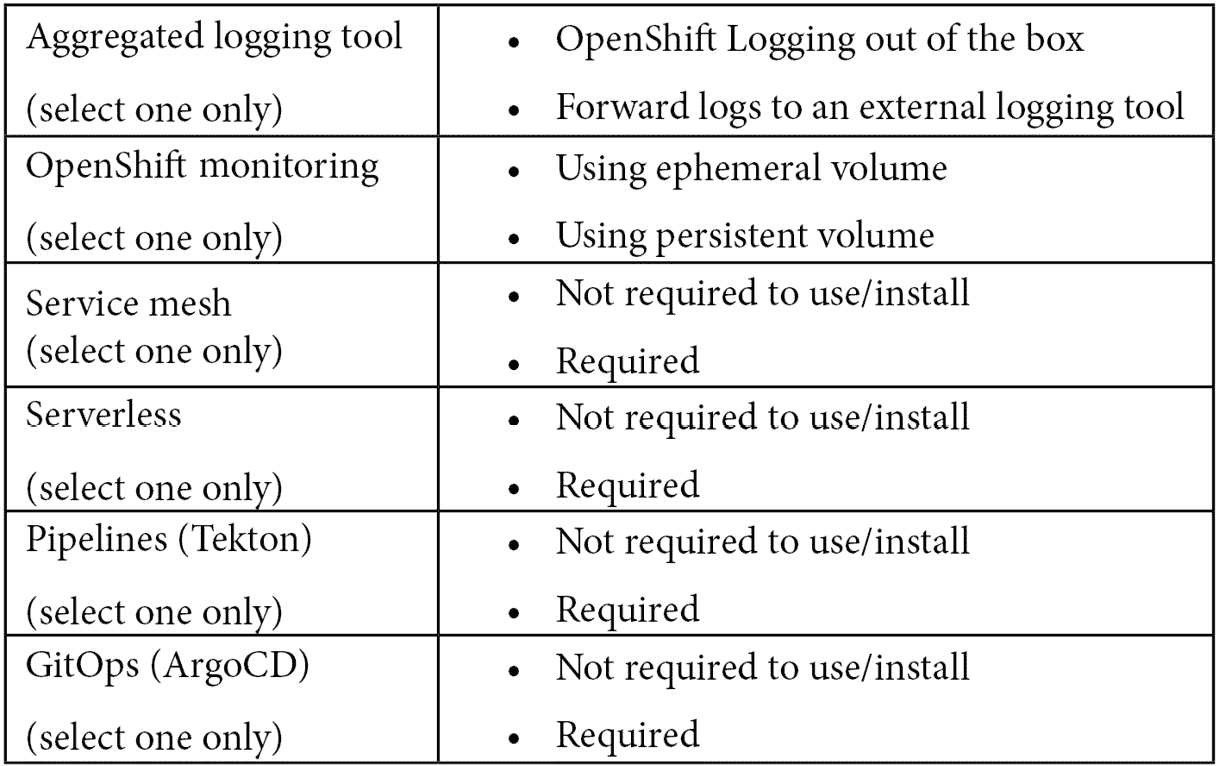 Aggregated logging tool
(select one only)
• OpenShift Logging out of the box
• Forward logs to an external logging tool
OpenShift monitoring
(select one only)
• Using ephemeral volume
• Using persistent volume
Service mesh
(select one only)
• Not required to use/install
• Required
Serverless
(select one only)
• Not required to use/install
• Required
Pipelines (Tekton)
(select one only)
• Not required to use/install
• Required
GitOps (ArgoCD)
(select one only)
• Not required to use/install
• Required